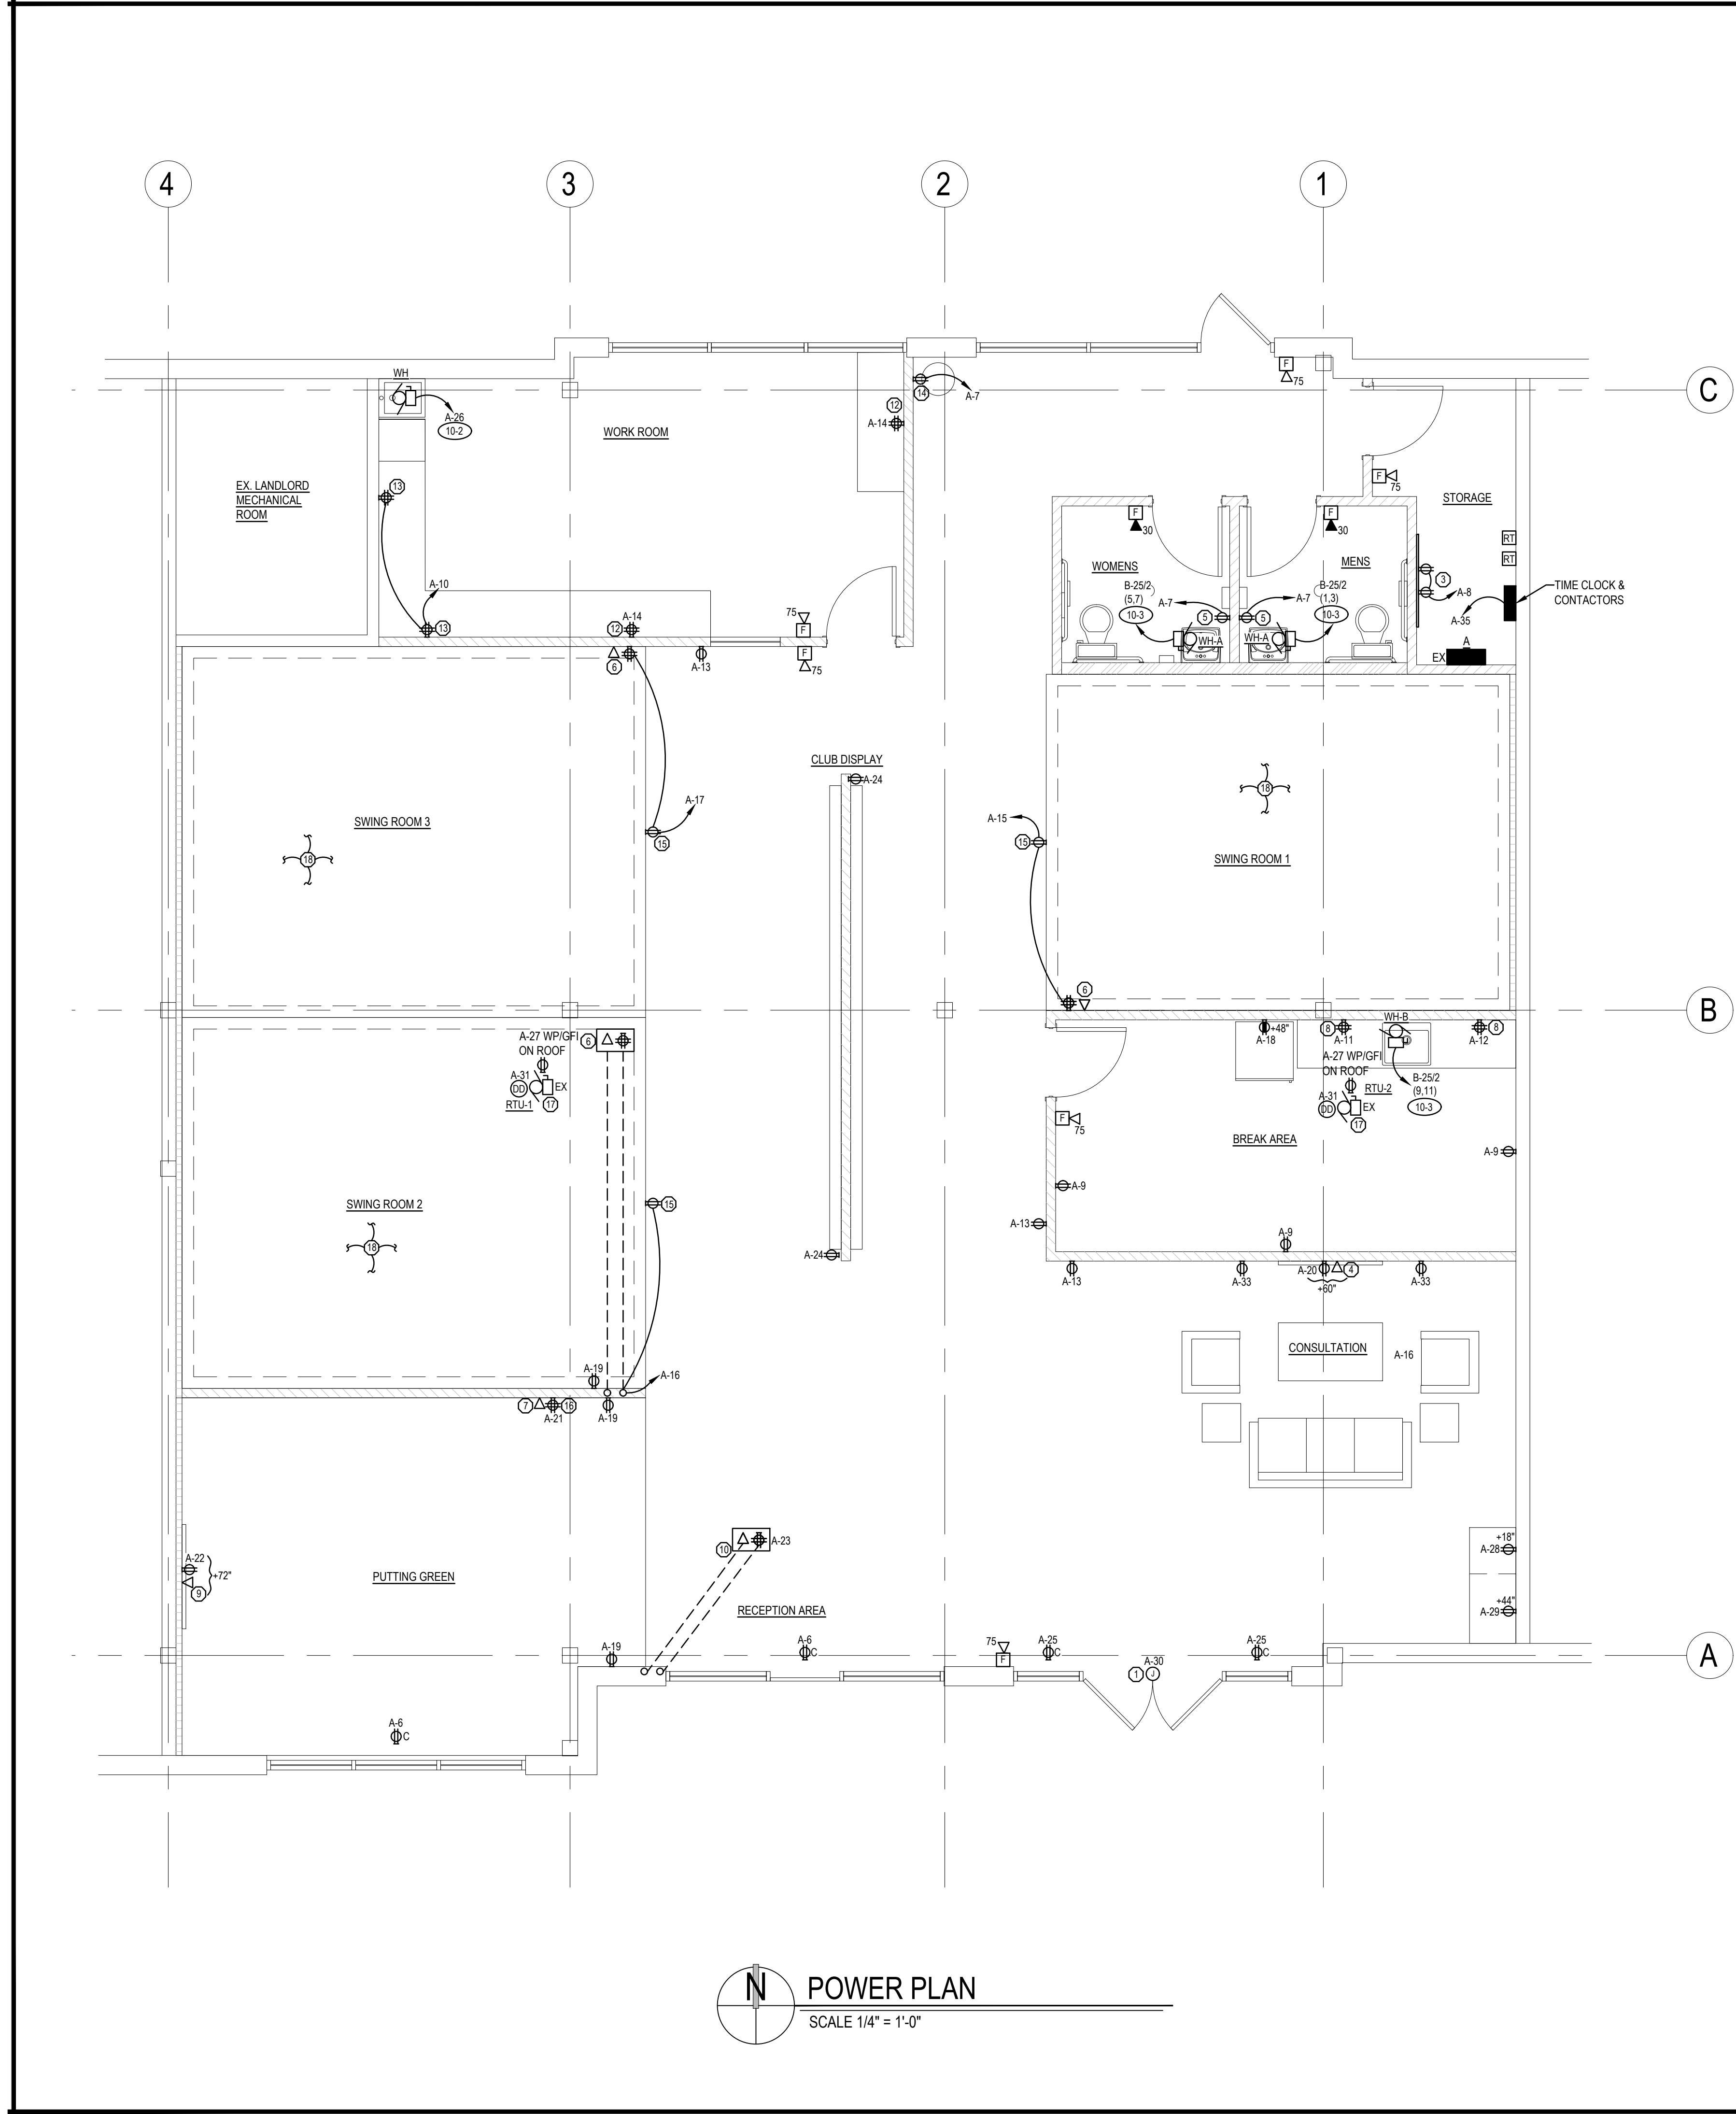 4
3
2
1
C
B
A
WH
A-26
10-2
WORK ROOM
12
A-14
14
A-7
F
75
F
75
EX. LANDLORD
MECHANICAL
ROOM
13
STORAGE
F
30
F
30
RT
RT
WOMENS
MENS
B-25/2
(5,7)
10-3
A-7
5
5
A-7
B-25/2
(1,3)
10-3
WH-A
WH-A
3
A-8
A-35
TIME CLOCK &
CONTACTORS
A
EX
A-10
13
A-14
12
75
F
6
A-13
F
75
CLUB DISPLAY
A-24
A-17
15
SWING ROOM 3
18
18
A-15
15
SWING ROOM 1
6
A-27 WP/GFI
ON ROOF
6
A-31
DD
EX
RTU-1
17
+48"
A-18
8
A-11
WH-B
8
A-12
A-27 WP/GFI
ON ROOF
A-31
DD
EX
RTU-2
17
B-25/2
(9,11)
10-3
F
75
BREAK AREA
A-9
A-9
A-13
A-9
SWING ROOM 2
18
15
A-24
A-13
A-33
A-20
4
+60"
A-33
A-19
A-16
7
16
A-21
A-19
CONSULTATION
A-16
10
A-23
+18"
A-28
+44"
A-29
A-22
9
+72"
PUTTING GREEN
RECEPTION AREA
A-19
A-6
C
75
F
A-25
C
A-25
C
1
A-30
J
A-6
C
N
POWER PLAN
SCALE 1/4" = 1'-0"